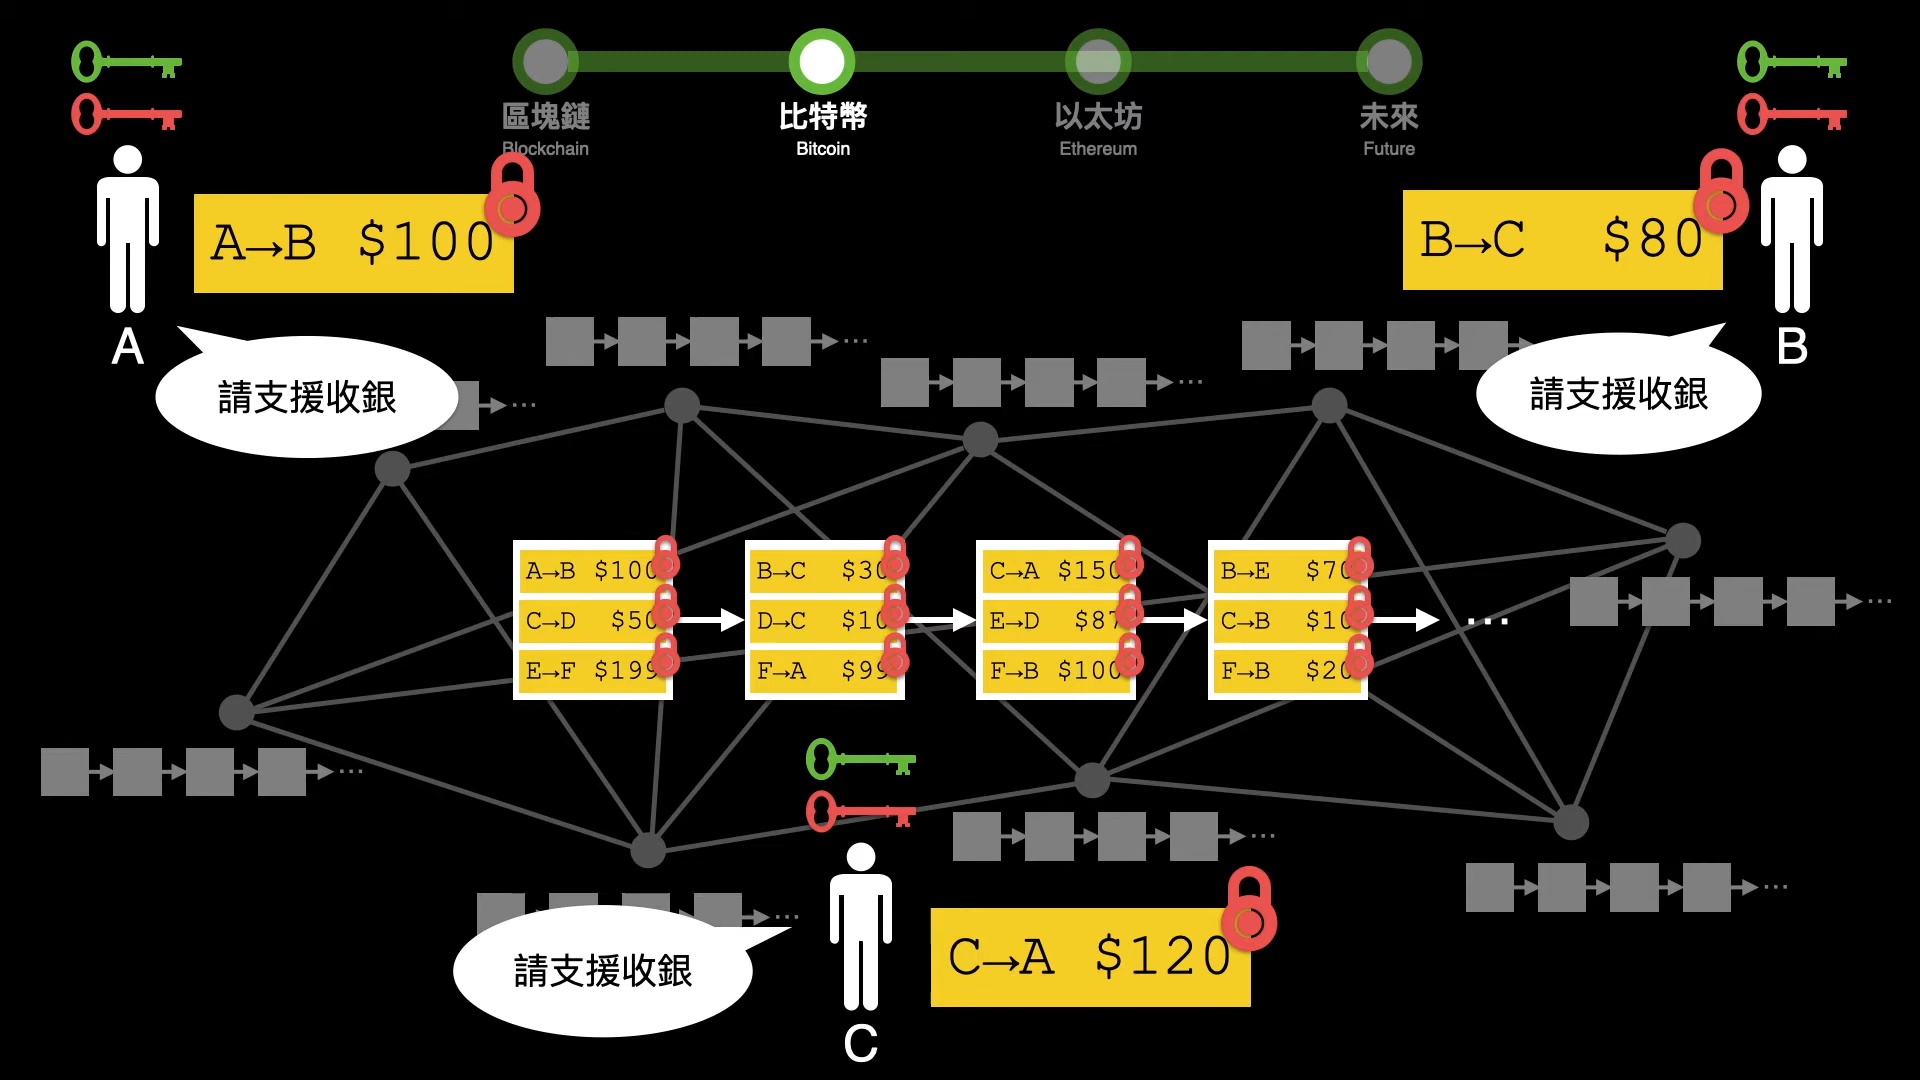 區塊鏈
Blockchain
比特幣
Bitcoin
以太坊
Ethereum
未來
Future
A→B $100
B→C $80
A
B
請支援收銀
請支援收銀
A→B $100
C→D $50
E→F $199
B→C $30
D→C $10
F→A $99
C→A $150
E→D $87
F→B $100
B→E $70
C→B $10
F→B $20
...
請支援收銀
C→A $120
C